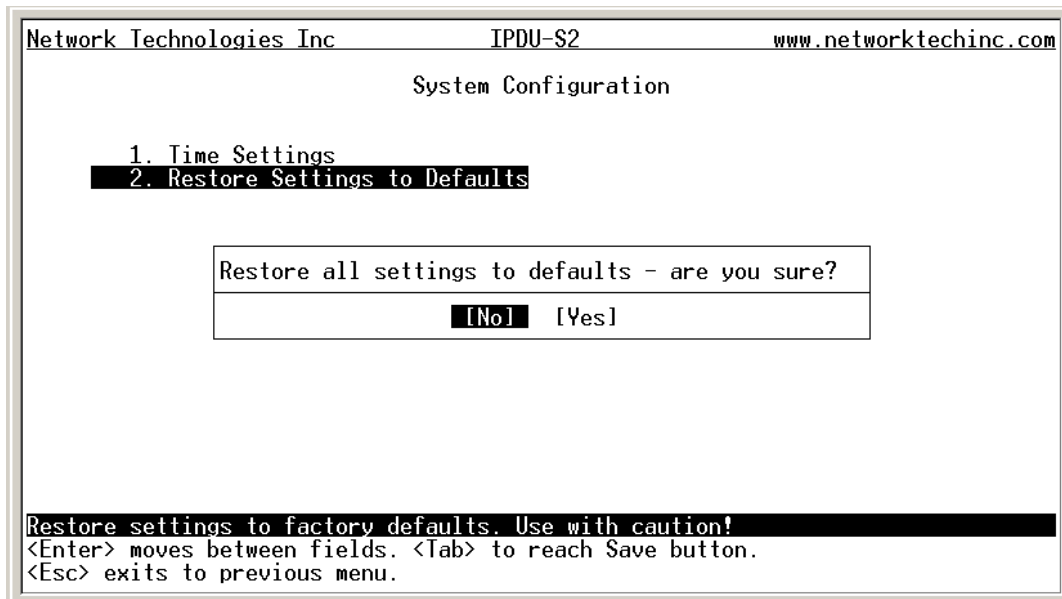 Network Technologies Inc IPDU-S2 www.networktechinc.com
System Configuration
1. Time Settings
2. Restore Settings to Defaults
Restore all settings to defaults - are you sure?
[No] [Yes]
Restore settings to factory defaults. Use with caution!
<Enter> moves between fields. <Tab> to reach Save button.
<Esc> exits to previous menu.